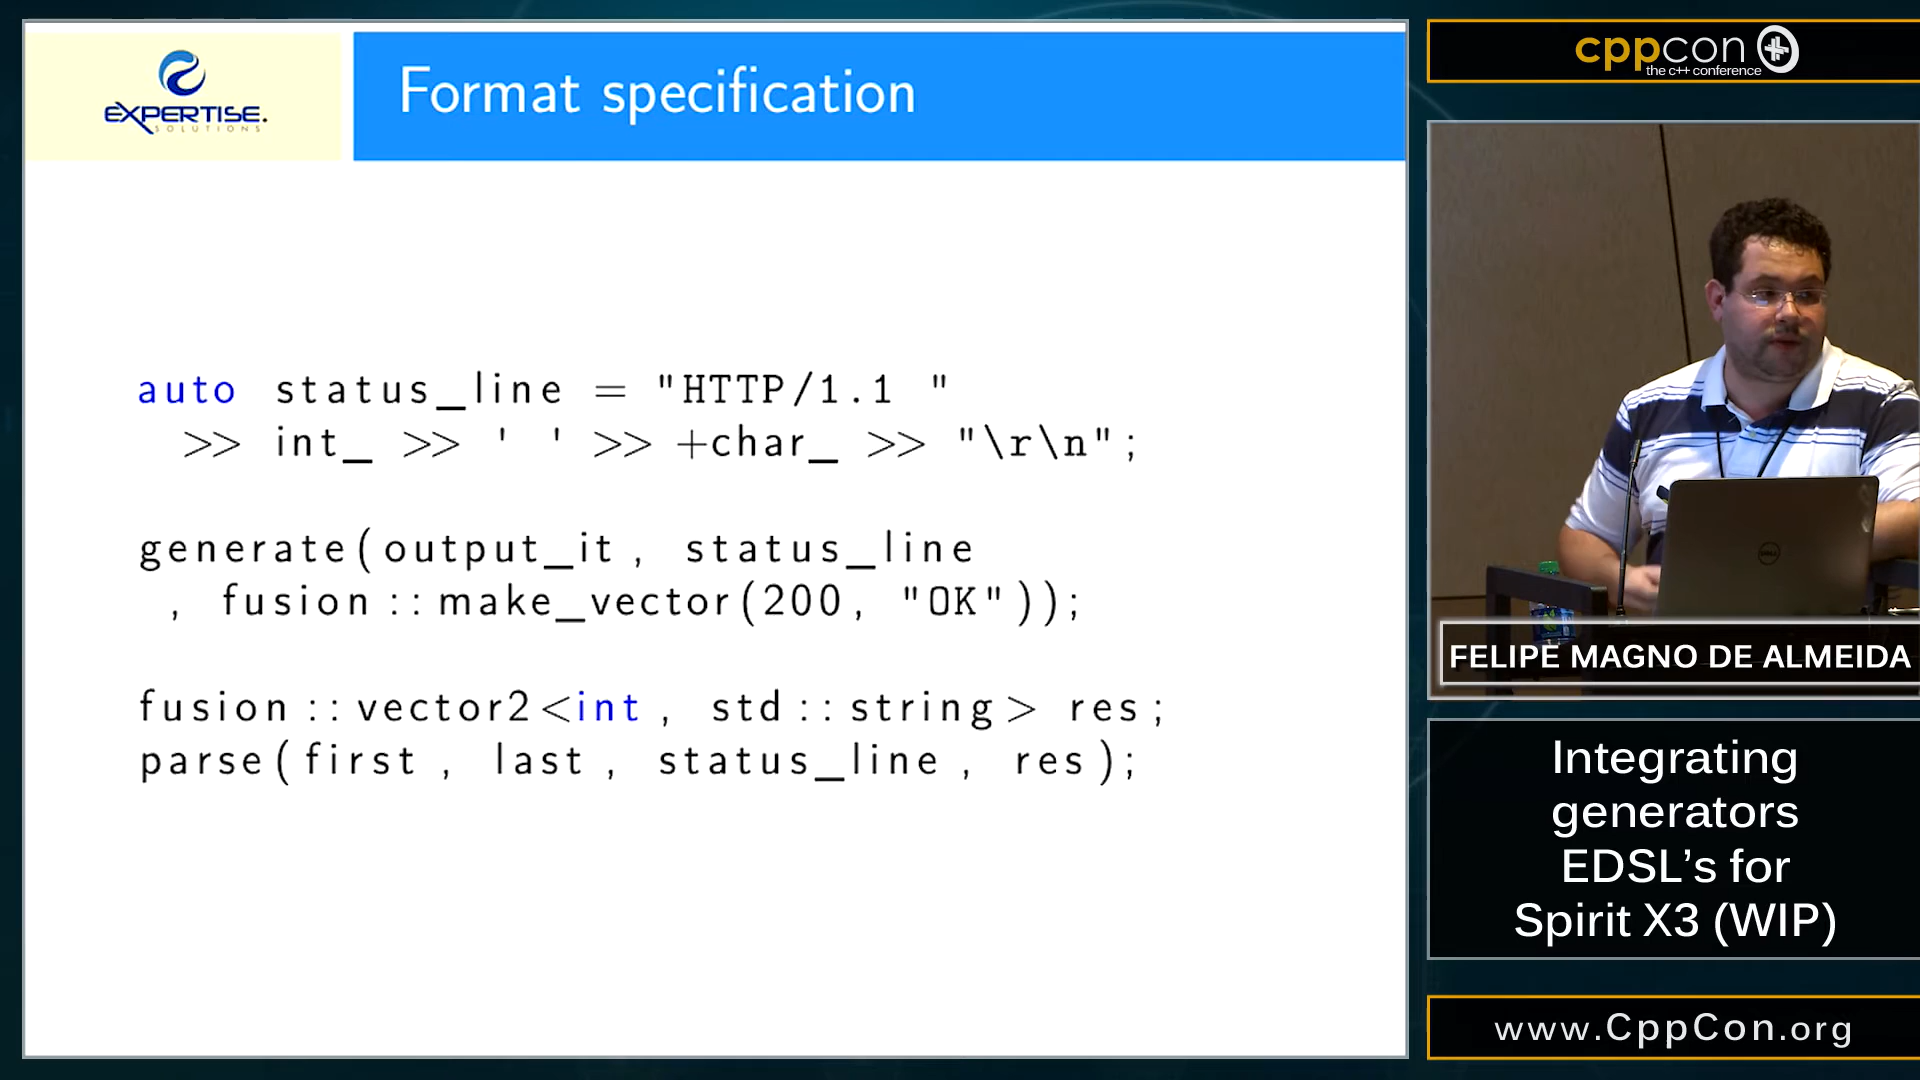 EXPERTISE.
SOLUTIONS
Format specification
auto status_line = "HTTP/1.1 "
>> int_ >> ' ' >> +char_ >> "\r\n";
generate(output_it, status_line
, fusion::make_vector(200, "OK"));
fusion::vector2<int, std::string> res;
parse(first, last, status_line, res);
cppcon
the c++ conference
DELL
FELIPE MAGNO DE ALMEIDA
Integrating
generators
EDSL's for
Spirit X3 (WIP)
www.CppCon.org